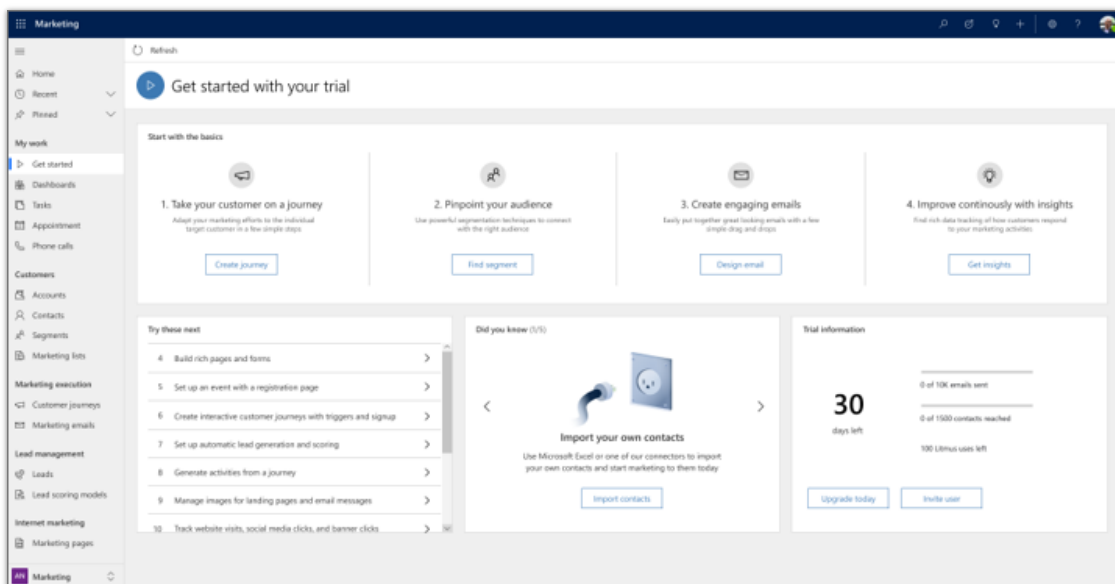 Marketing
Refresh
Home
Recent
Pinned
My work
Get started
Dashboards
Tasks
Appointment
Phone calls
Customers
Accounts
Contacts
Segments
Marketing lists
Marketing execution
Customer journeys
Marketing emails
Lead management
Leads
Lead scoring models
Internet marketing
Marketing pages
AN Marketing
Get started with your trial
Start with the basics
1. Take your customer on a journey
Adapt your marketing efforts to the individual
target customer in a few simple steps
Create journey
2. Pinpoint your audience
Use powerful segmentation techniques to connect
with the right audience
Find segment
3. Create engaging emails
Easily put together great looking emails with a few
simple drag and drops
Design email
4. Improve continously with insights
Find rich data tracking of how customers respond
to your marketing activities
Get insights
Try these next
4 Build rich pages and forms
5 Set up an event with a registration page
6 Create interactive customer journeys with triggers and signup
7 Set up automatic lead generation and scoring
8 Generate activities from a journey
9 Manage images for landing pages and email messages
10 Track website visits, social media clicks, and banner clicks
Did you know (1/5)
Import your own contacts
Use Microsoft Excel or one of our connectors to import
your own contacts and start marketing to them today
Import contacts
Trial information
30
days left
0 of 10K emails sent
0 of 1500 contacts reached
100 Litmus uses left
Upgrade today
Invite user